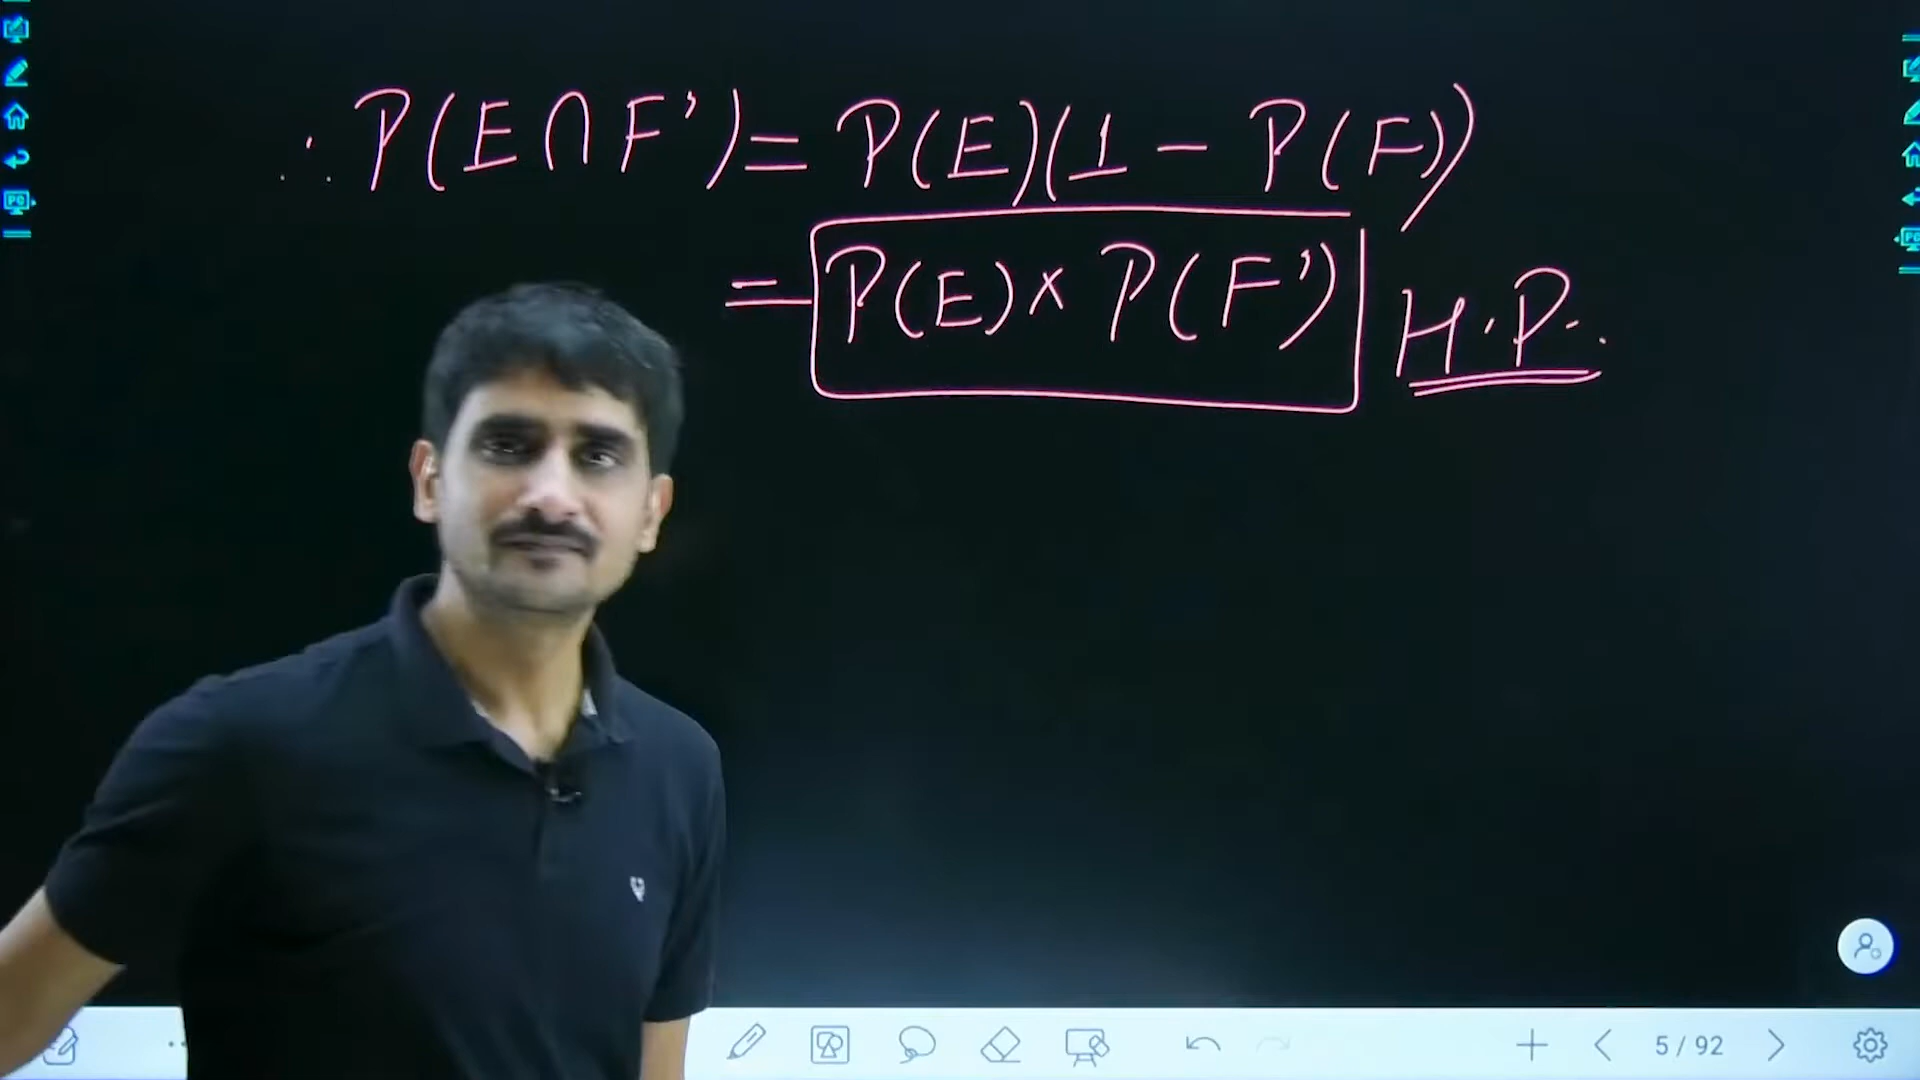 ∴ P(E∩F') = P(E)(1 - P(F))
= P(E) × P(F') H.P.
5 / 92